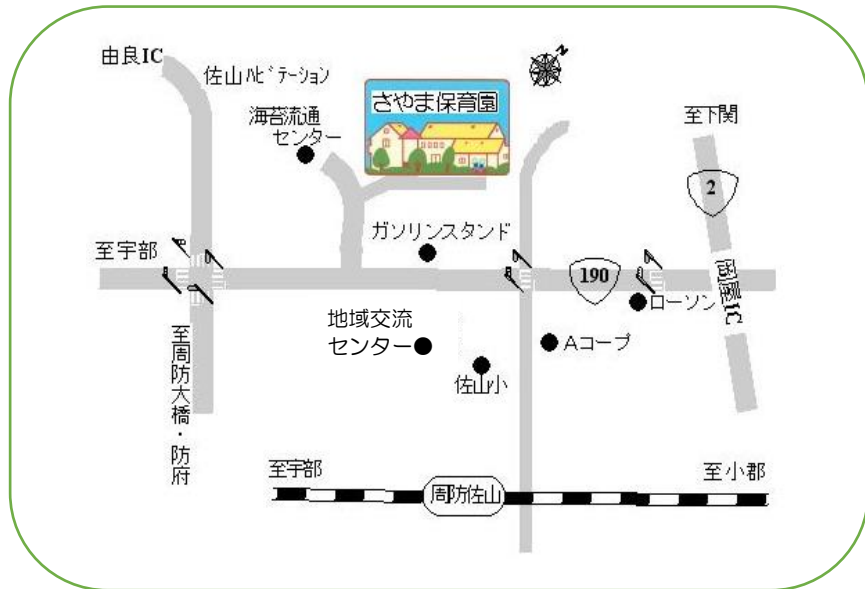 由良IC
佐山ハﾋﾞテーション
海苔流通
センター
さやま保育園
N
至下関
2
至宇部
ガソリンスタンド
190
ローソン
岡屋IC
地域交流
センター
Aコープ
佐山小
至周防大橋・防府
至宇部
至小郡
周防佐山